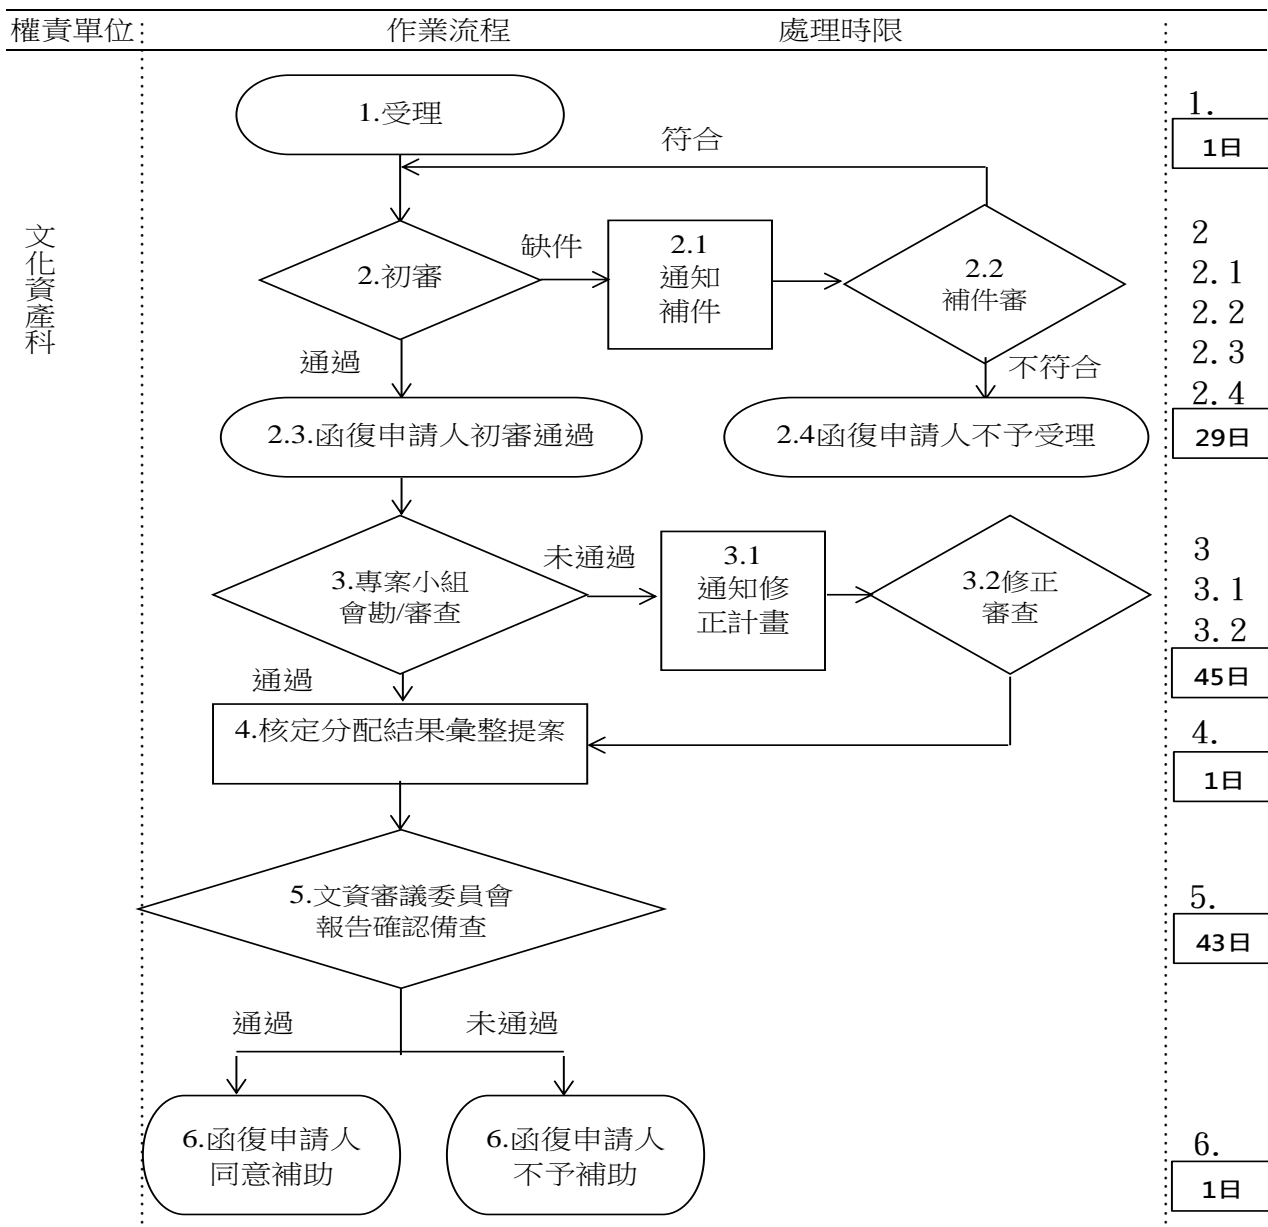 權責單位
作業流程
處理時限
文化資產科
1.受理
符合
2.初審
缺件
2.1
通知
補件
2.2
補件審
通過
不符合
2.3.函復申請人初審通過
2.4函復申請人不予受理
3.專案小組
會勘/審查
未通過
3.1
通知修
正計畫
3.2修正
審查
通過
4.核定分配結果彙整提案
5.文資審議委員會
報告確認備查
通過
未通過
6.函復申請人
同意補助
6.函復申請人
不予補助
1.
1日
2
2.1
2.2
2.3
2.4
29日
3
3.1
3.2
45日
4.
1日
5.
43日
6.
1日